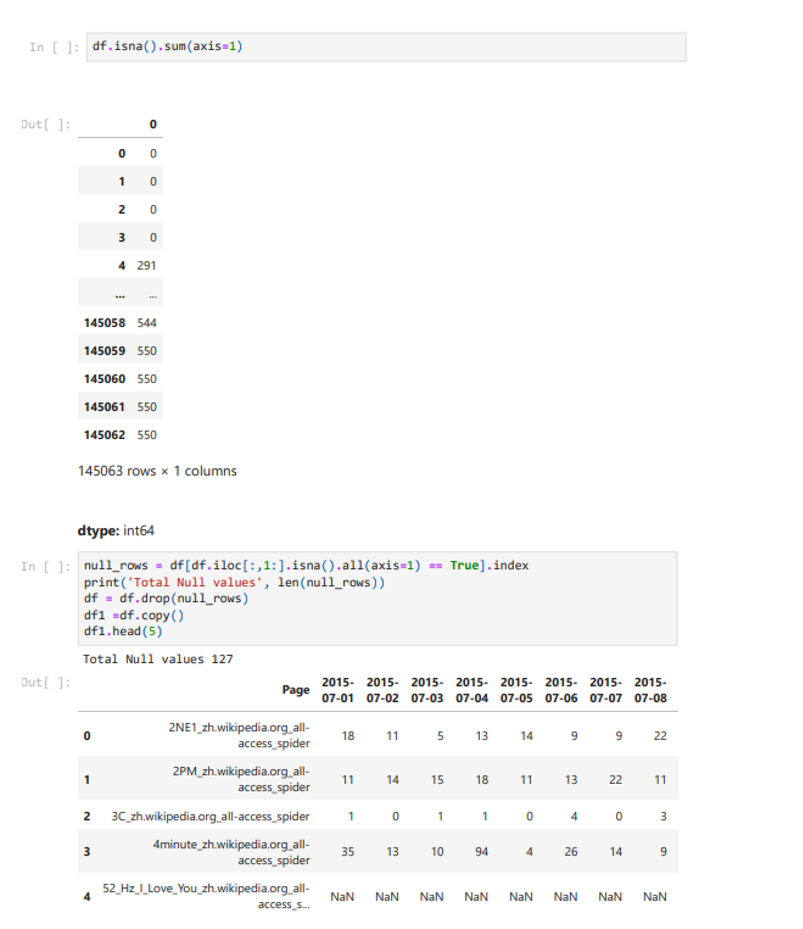 In [ ]: df.isna().sum(axis=1)
Out[ ]: 0
0 0
1 0
2 0
3 0
4 291
... ...
145058 544
145059 550
145060 550
145061 550
145062 550
145063 rows × 1 columns
dtype: int64
In [ ]: null_rows = df[df.iloc[:,1:].isna().all(axis=1) == True].index
print('Total Null values', len(null_rows))
df = df.drop(null_rows)
df1 =df.copy()
df1.head(5)
Total Null values 127
Out[ ]:
2015- 2015- 2015- 2015- 2015- 2015- 2015- 2015-
Page
07-01 07-02 07-03 07-04 07-05 07-06 07-07 07-08
2NE1_zh.wikipedia.org_all-
0 18 11 5 13 14 9 9 22
access_spider
2PM_zh.wikipedia.org_all-
1 11 14 15 18 11 13 22 11
access_spider
2 3C_zh.wikipedia.org_all-access_spider 1 0 1 1 0 4 0 3
4minute_zh.wikipedia.org_all-
3 35 13 10 94 4 26 14 9
access_spider
52_Hz_I_Love_You_zh.wikipedia.org_all-
4 NaN NaN NaN NaN NaN NaN NaN NaN
access_s...